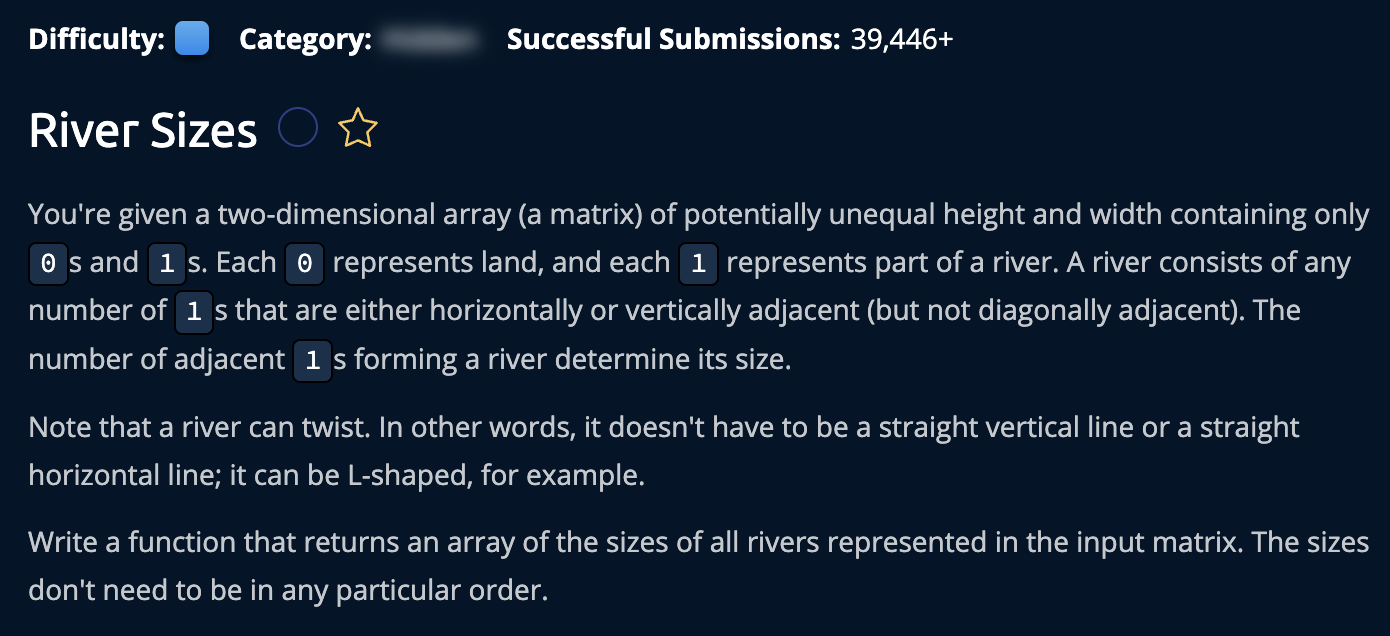 Difficulty: Category: Successful Submissions: 39,446+
River Sizes
You're given a two-dimensional array (a matrix) of potentially unequal height and width containing only
0s and 1s. Each 0 represents land, and each 1 represents part of a river. A river consists of any
number of 1s that are either horizontally or vertically adjacent (but not diagonally adjacent). The
number of adjacent 1s forming a river determine its size.
Note that a river can twist. In other words, it doesn't have to be a straight vertical line or a straight
horizontal line; it can be L-shaped, for example.
Write a function that returns an array of the sizes of all rivers represented in the input matrix. The sizes
don't need to be in any particular order.